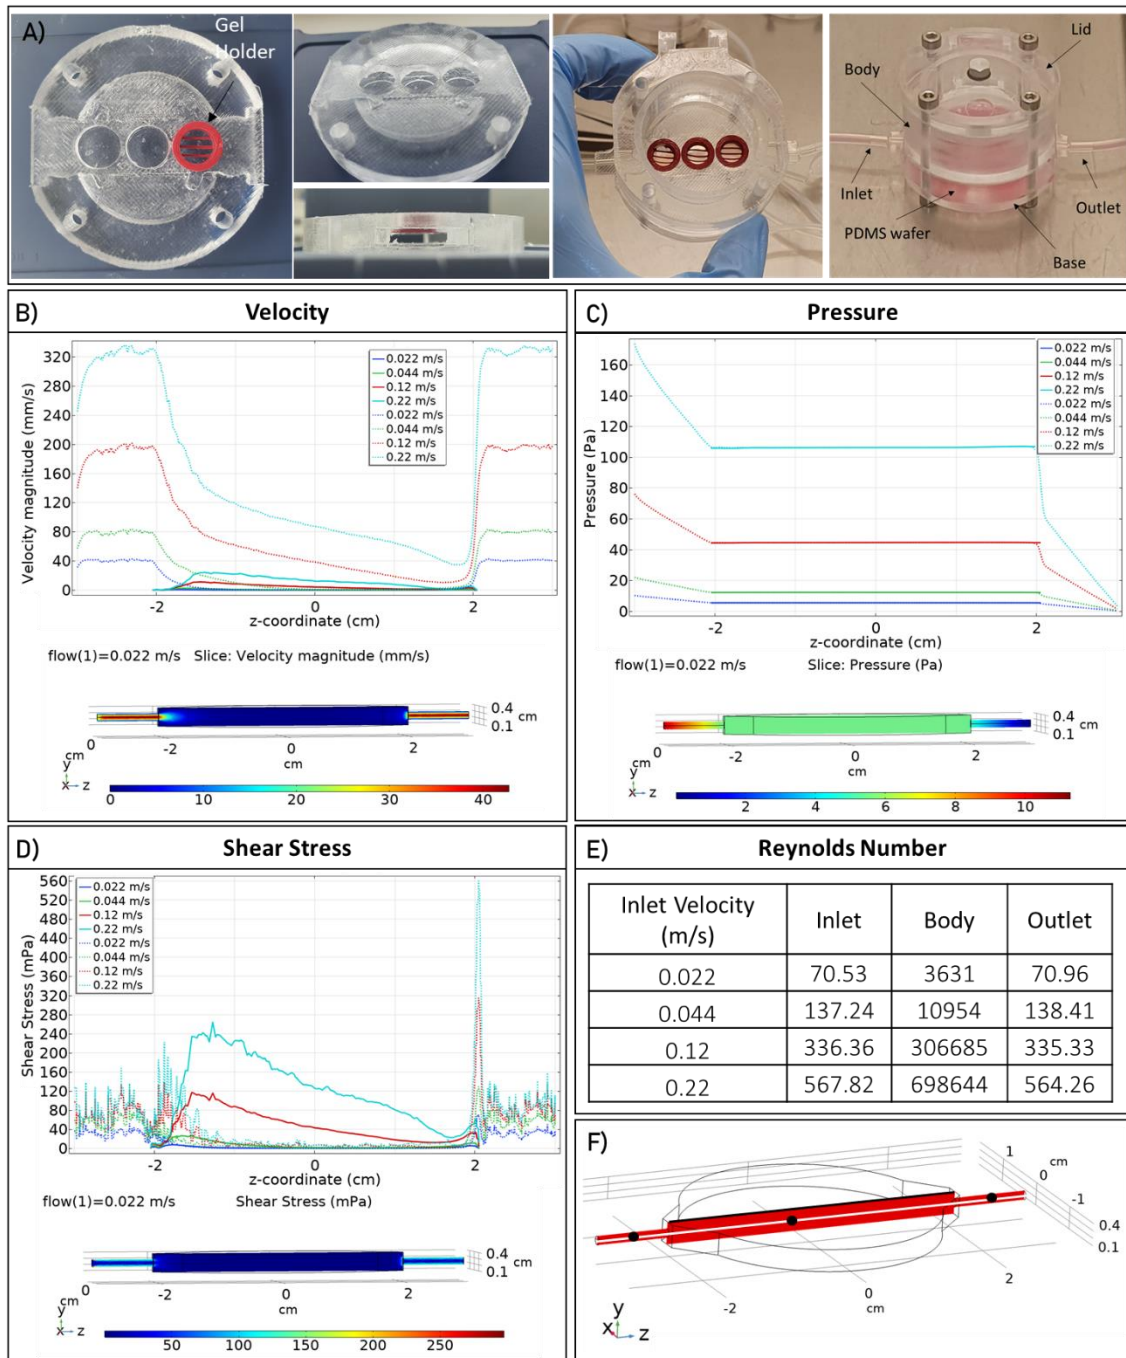 A)
Gel
Holder
Body
Lid
Inlet
PDMS wafer
Outlet
Base
B)
Velocity
320
280
240
200
160
120
80
40
0
Velocity magnitude (mm/s)
0.022 m/s
0.044 m/s
0.12 m/s
0.22 m/s
0.022 m/s
0.044 m/s
0.12 m/s
0.22 m/s
-2
0
2
z-coordinate (cm)
flow(1)=0.022 m/s Slice: Velocity magnitude (mm/s)
0.4
0.1
cm
0
cm
-2
0
cm
2
y
x
z
0
10
20
30
40
C)
Pressure
160
140
120
100
80
60
40
20
0
Pressure (Pa)
0.022 m/s
0.044 m/s
0.12 m/s
0.22 m/s
0.022 m/s
0.044 m/s
0.12 m/s
0.22 m/s
-2
0
2
z-coordinate (cm)
flow(1)=0.022 m/s Slice: Pressure (Pa)
0.4
0.1
cm
0
cm
-2
0
cm
2
y
x
z
2
4
6
8
10
D)
Shear Stress
560
520
480
440
400
360
320
280
240
200
160
120
80
40
0
Shear Stress (mPa)
0.022 m/s
0.044 m/s
0.12 m/s
0.22 m/s
0.022 m/s
0.044 m/s
0.12 m/s
0.22 m/s
-2
0
2
z-coordinate (cm)
flow(1)=0.022 m/s Shear Stress (mPa)
0.4
0.1
cm
0
cm
-2
0
cm
2
y
x
z
50
100
150
200
250
E)
Reynolds Number
Inlet Velocity
(m/s)
Inlet
Body
Outlet
0.022 70.53 3631 70.96
0.044 137.24 10954 138.41
0.12 336.36 306685 335.33
0.22 567.82 698644 564.26
F)
1
cm
0
-1
0.4
0.1
2
0
cm
-2
y
x
z